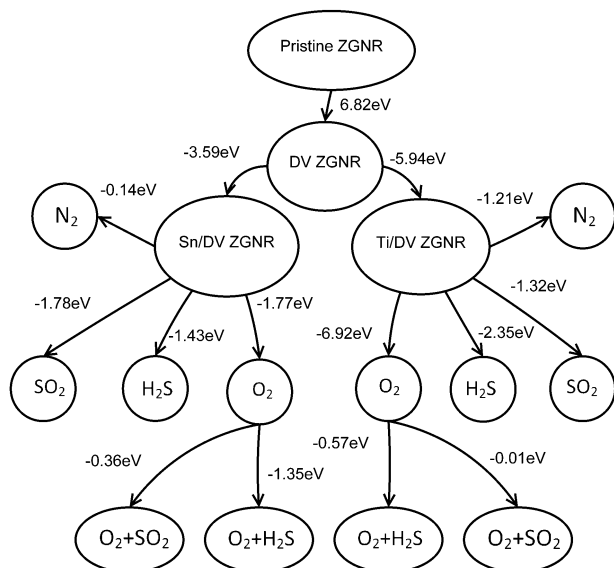 Pristine ZGNR
6.82eV
-3.59eV
DV ZGNR
-5.94eV
-0.14eV
-1.21eV
N₂
Sn/DV ZGNR
Ti/DV ZGNR
N₂
-1.78eV
-1.43eV
-1.77eV
-6.92eV
-2.35eV
-1.32eV
SO₂
H₂S
O₂
O₂
H₂S
SO₂
-0.36eV
-1.35eV
-0.57eV
-0.01eV
O₂+SO₂
O₂+H₂S
O₂+H₂S
O₂+SO₂